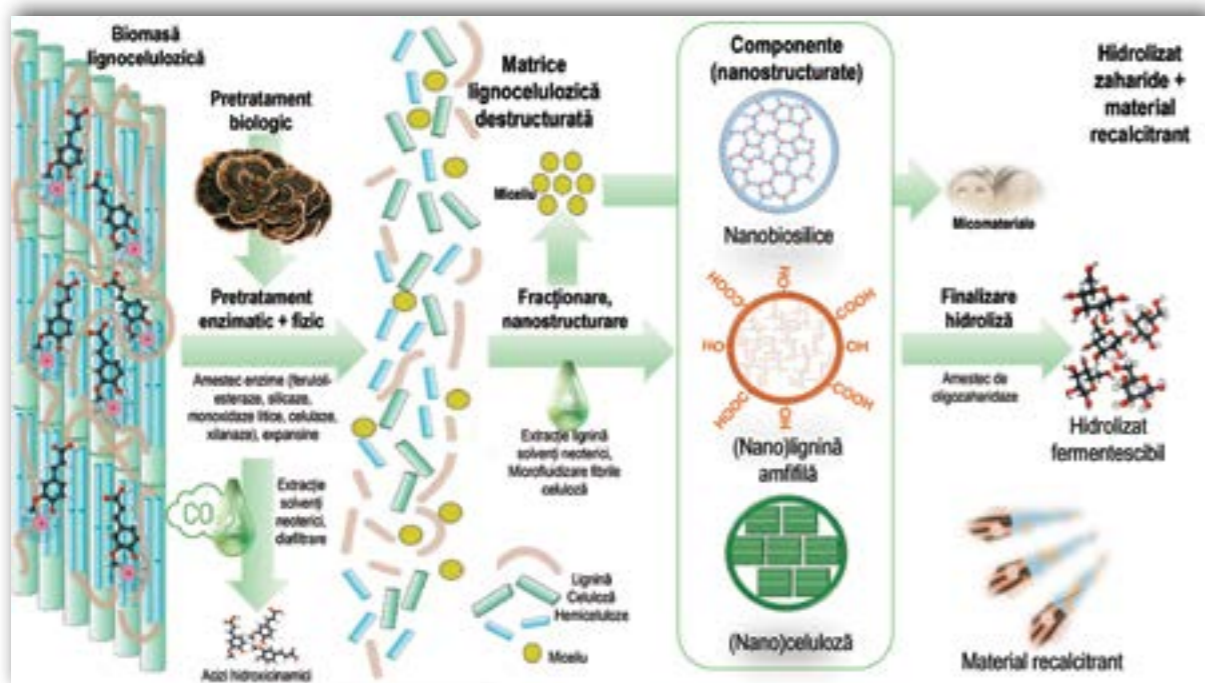 Biomasă
lignocelulozică
Pretratament
biologic
Pretratament
enzimatic + fizic
Amestec enzime (feruloil-
esteraze, silicaze,
monoxidaze litice, celulaze,
xilanaze), expansine
CO
Extracție
solvenți
neoterici,
diafiltrare
Acizi hidroxicinamici
Matrice
lignocelulozică
destructurată
Miceliu
Fracționare,
nanostructurare
Extracție lignină
solvenți neoterici,
Microfluidizare fibrile
celuloză
Lignină
Celuloză
Hemiceluloze
Miceliu
Componente
(nanostructurate)
Nanobiosilice
HOOC
HO
COOH
HO
OH
HOOC
HO
COOH
(Nano)lignină
amfifilă
(Nano)celuloză
Hidrolizat
zaharide +
material
recalcitrant
Micomateriale
Finalizare
hidroliză
Amestec de
oligozaharidaze
Hidrolizat
fermentescibil
Material recalcitrant